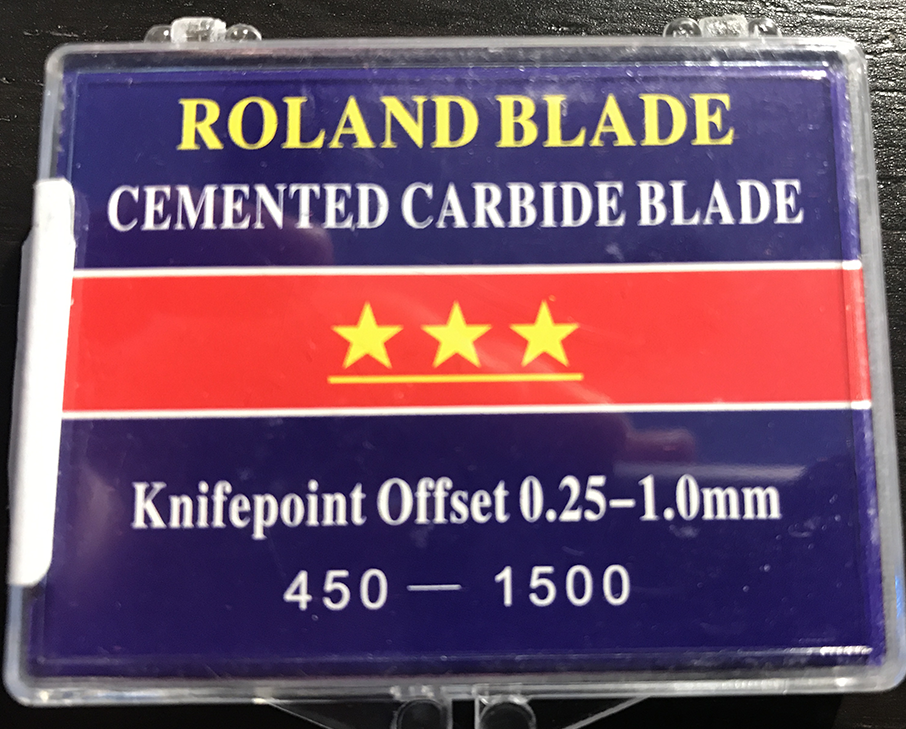 ROLAND BLADE
CEMENTED CARBIDE BLADE
Knifepoint Offset 0.25-1.0mm
450 — 1500